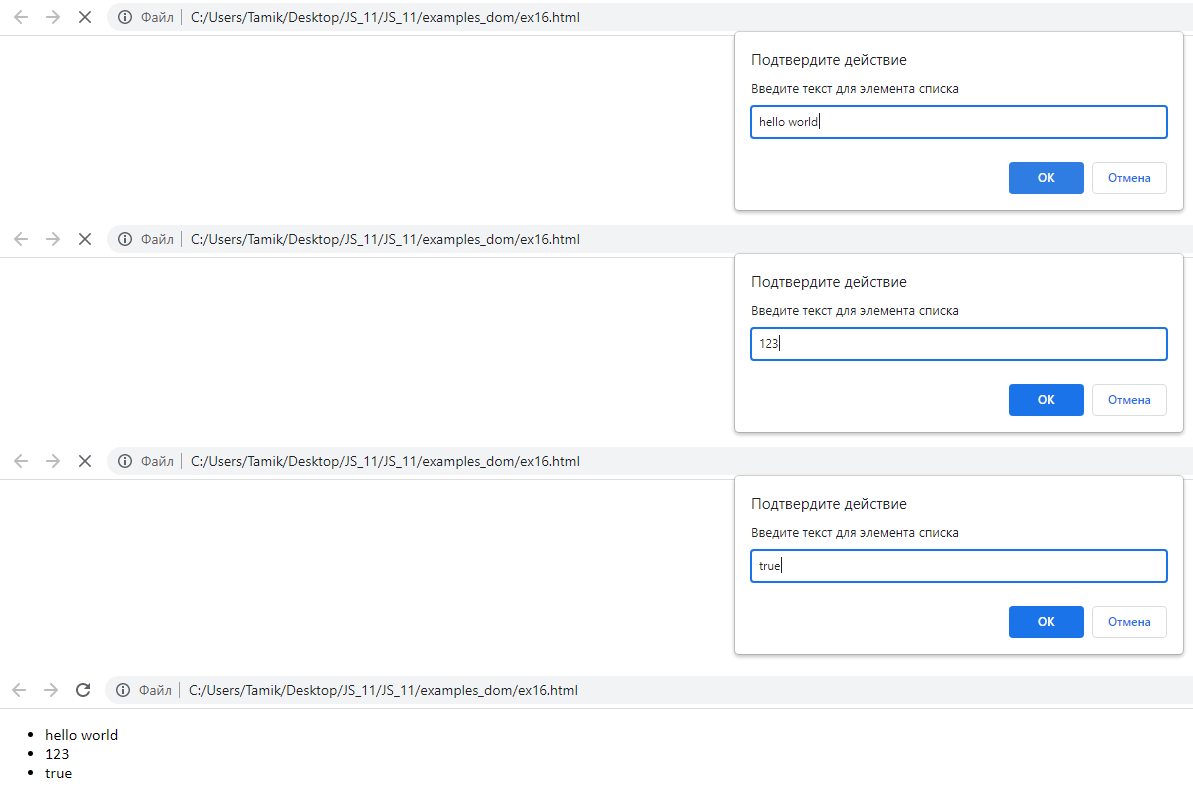 Файл C:/Users/Tamik/Desktop/JS_11/JS_11/examples_dom/ex16.html
Подтвердите действие
Введите текст для элемента списка
hello world
ОК Отмена
Файл C:/Users/Tamik/Desktop/JS_11/JS_11/examples_dom/ex16.html
Подтвердите действие
Введите текст для элемента списка
123
ОК Отмена
Файл C:/Users/Tamik/Desktop/JS_11/JS_11/examples_dom/ex16.html
Подтвердите действие
Введите текст для элемента списка
true
ОК Отмена
Файл C:/Users/Tamik/Desktop/JS_11/JS_11/examples_dom/ex16.html
• hello world
• 123
• true